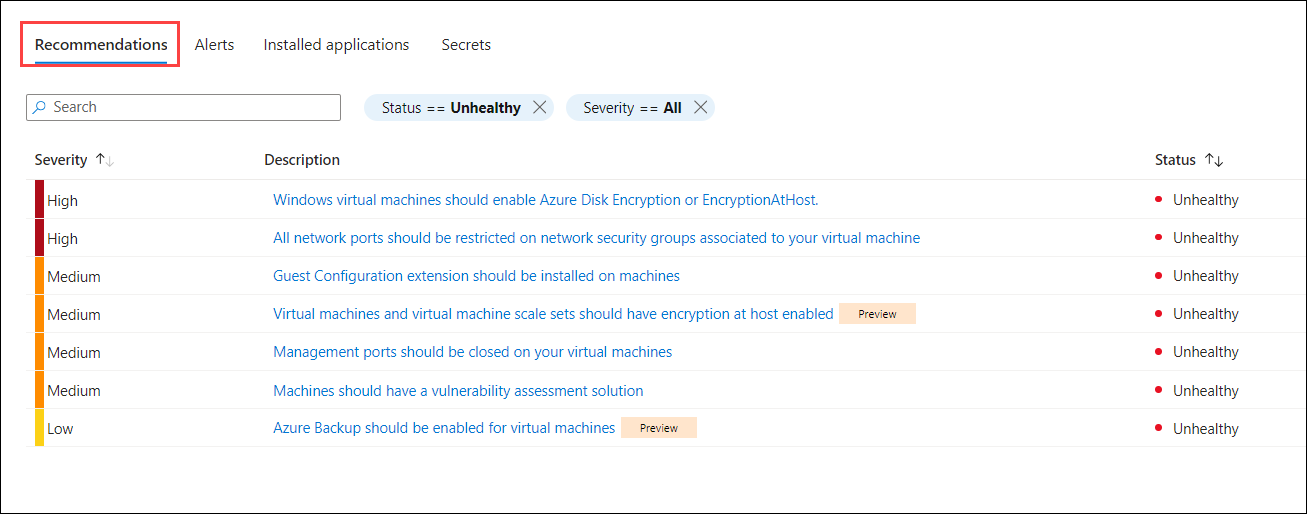 Recommendations Alerts Installed applications Secrets
Search Status == Unhealthy Severity == All
Severity Description Status
High Windows virtual machines should enable Azure Disk Encryption or EncryptionAtHost. Unhealthy
High All network ports should be restricted on network security groups associated to your virtual machine Unhealthy
Medium Guest Configuration extension should be installed on machines Unhealthy
Medium Virtual machines and virtual machine scale sets should have encryption at host enabled Preview Unhealthy
Medium Management ports should be closed on your virtual machines Unhealthy
Medium Machines should have a vulnerability assessment solution Unhealthy
Low Azure Backup should be enabled for virtual machines Preview Unhealthy